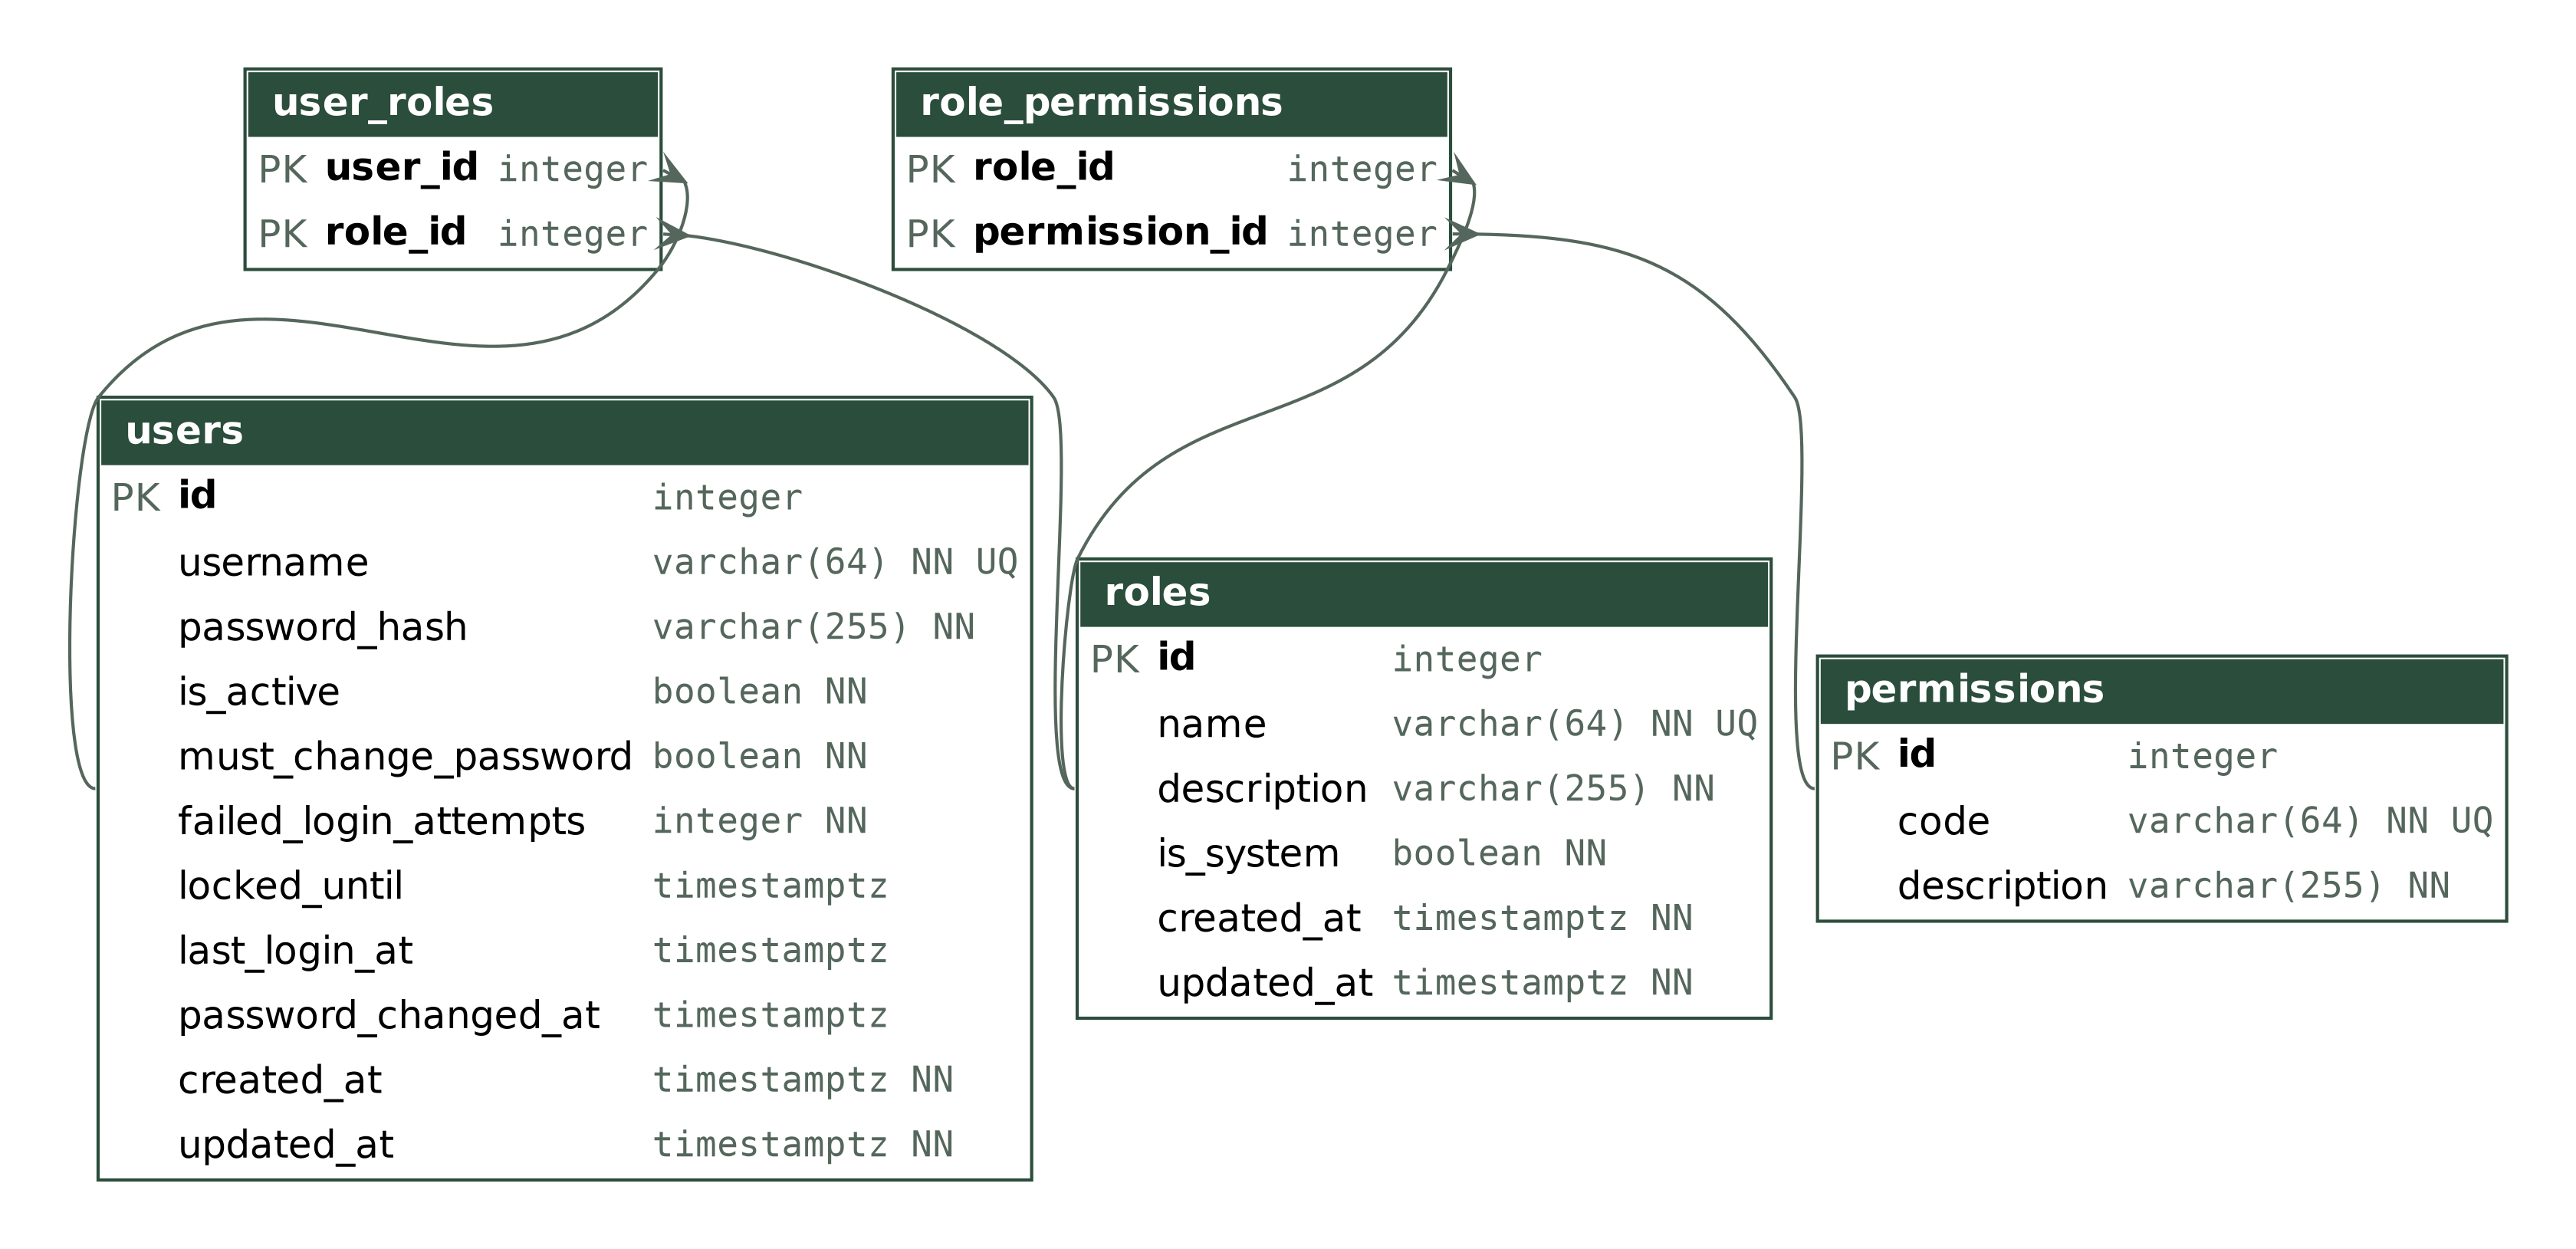 user_roles
PK user_id integer
PK role_id integer
role_permissions
PK role_id integer
PK permission_id integer
users
PK id integer
username varchar(64) NN UQ
password_hash varchar(255) NN
is_active boolean NN
must_change_password boolean NN
failed_login_attempts integer NN
locked_until timestamptz
last_login_at timestamptz
password_changed_at timestamptz
created_at timestamptz NN
updated_at timestamptz NN
roles
PK id integer
name varchar(64) NN UQ
description varchar(255) NN
is_system boolean NN
created_at timestamptz NN
updated_at timestamptz NN
permissions
PK id integer
code varchar(64) NN UQ
description varchar(255) NN